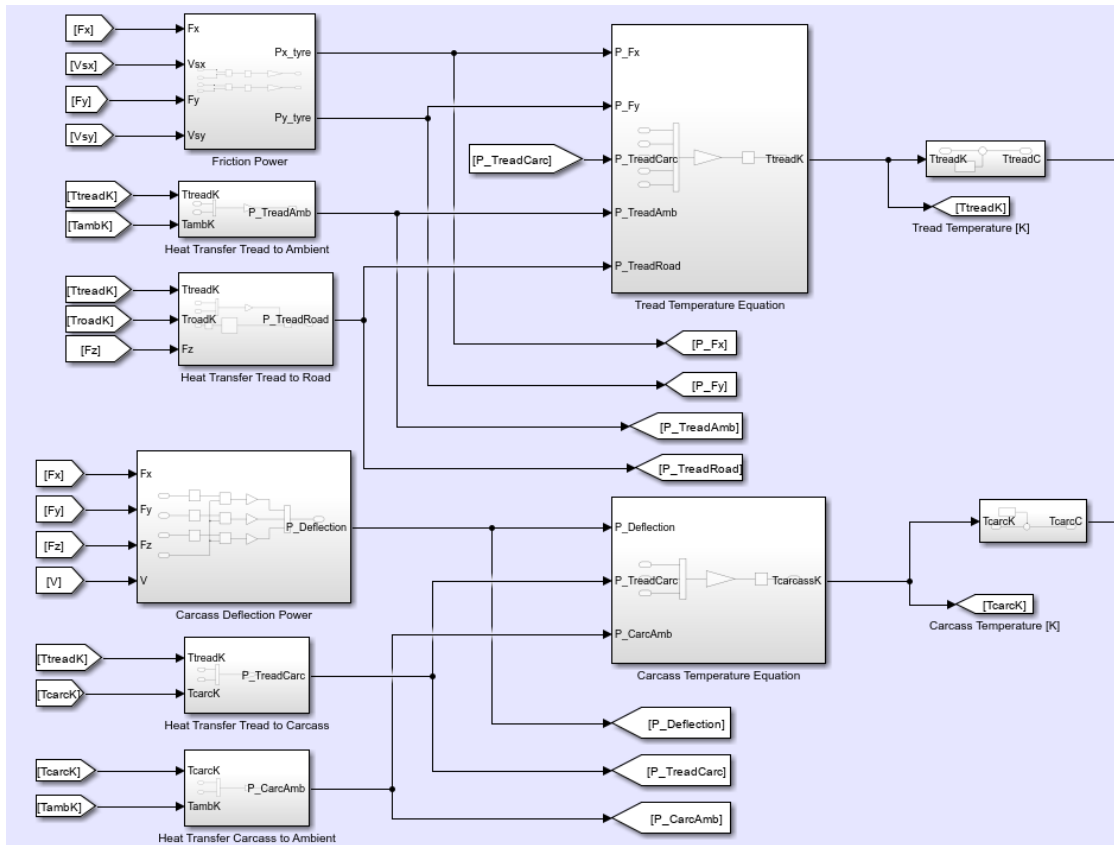 [Fx]
[Vsx]
[Fy]
[Vsy]
Fx
Vsx
Fy
Vsy
Px_tyre
Py_tyre
Friction Power
[TtreadK]
[TambK]
TtreadK
TambK
P_TreadAmb
Heat Transfer Tread to Ambient
[TtreadK]
[TroadK]
[Fz]
TtreadK
TroadK
Fz
P_TreadRoad
Heat Transfer Tread to Road
[P_TreadCarc]
P_Fx
P_Fy
P_TreadCarc
P_TreadAmb
P_TreadRoad
TtreadK
Tread Temperature Equation
TtreadK
TtreadC
[TtreadK]
Tread Temperature [K]
[P_Fx]
[P_Fy]
[P_TreadAmb]
[P_TreadRoad]
[Fx]
[Fy]
[Fz]
[V]
Fx
Fy
Fz
V
P_Deflection
Carcass Deflection Power
[TtreadK]
[TcarcK]
TtreadK
TcarcK
P_TreadCarc
Heat Transfer Tread to Carcass
[TcarcK]
[TambK]
TcarcK
TambK
P_CarcAmb
Heat Transfer Carcass to Ambient
P_Deflection
P_TreadCarc
P_CarcAmb
TcarcassK
Carcass Temperature Equation
TcarcK
TcarcC
[TcarcK]
Carcass Temperature [K]
[P_Deflection]
[P_TreadCarc]
[P_CarcAmb]